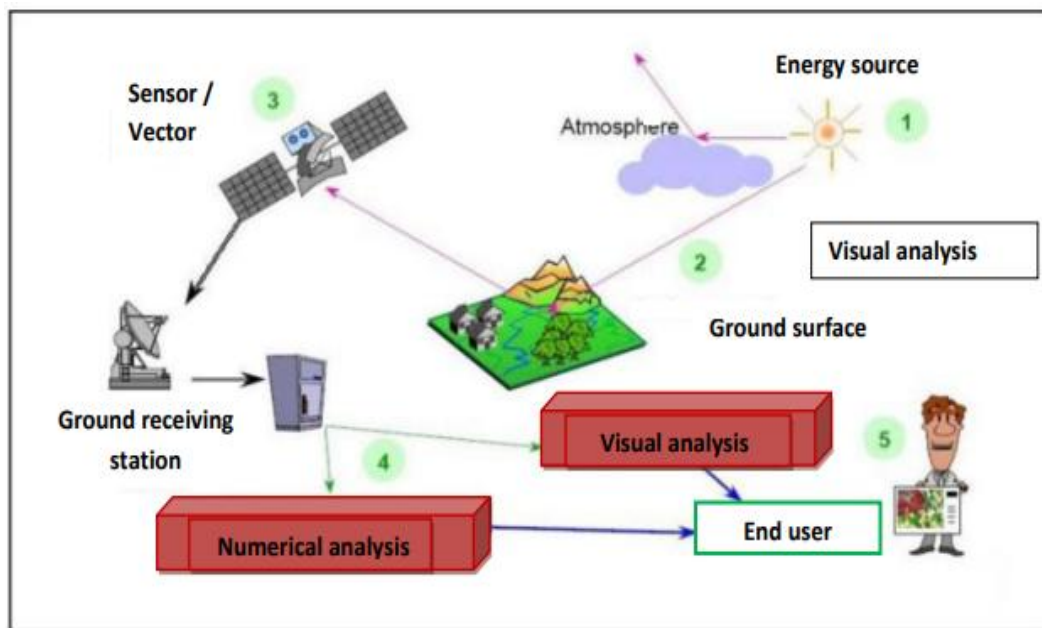 Energy source
1
Sensor /
Vector
3
Atmosphere
Visual analysis
2
Ground surface
Ground receiving
station
4
Visual analysis
5
Numerical analysis
End user